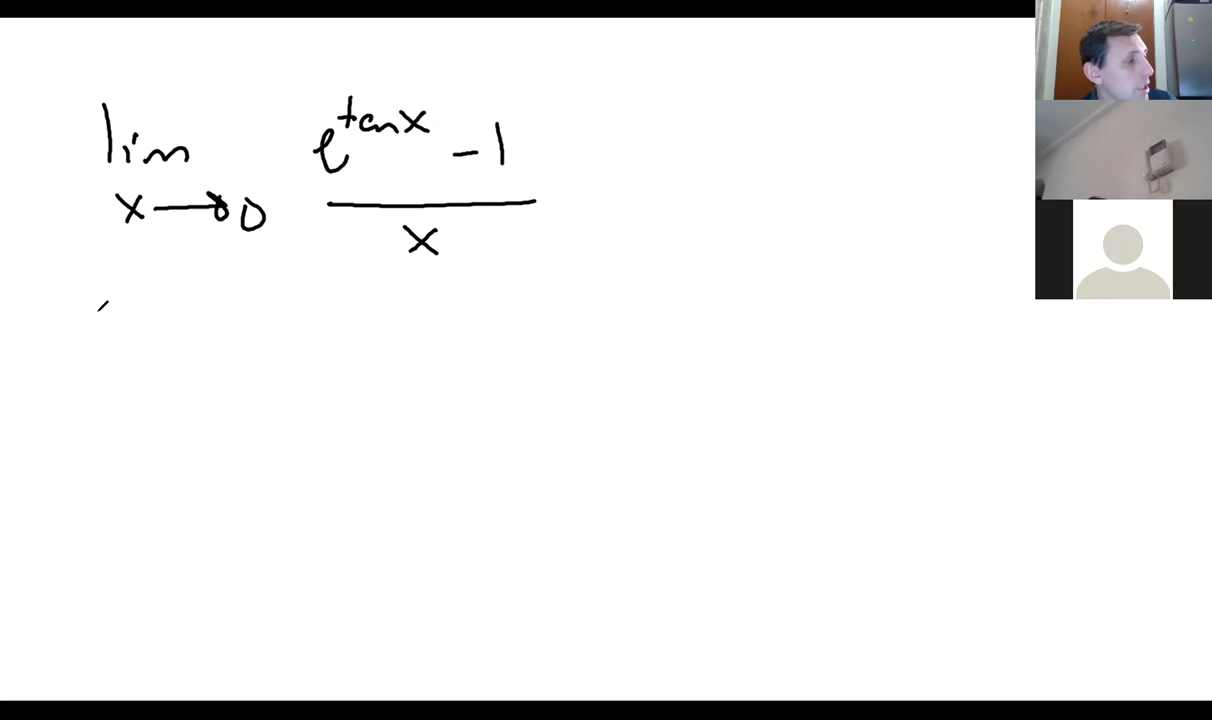 lim e^tanx - 1
x → 0 x